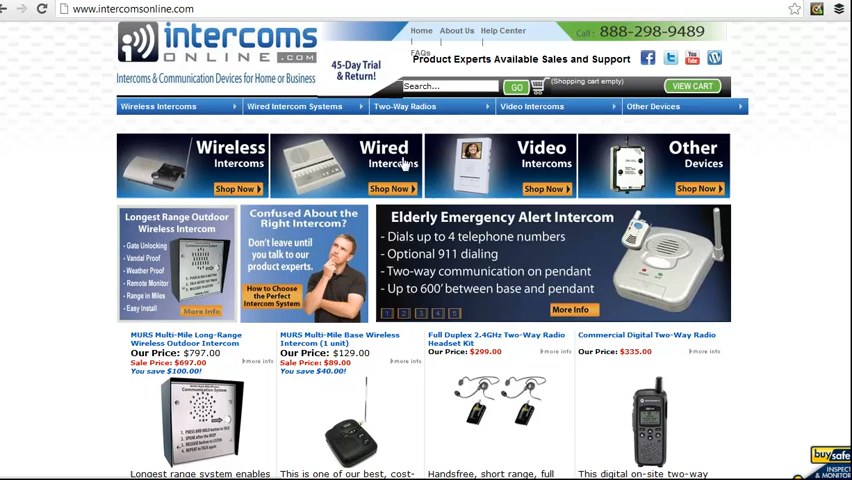 www.intercomsonline.com
Home
About Us
Help Center
Call : 888-298-9489
FAQs
intercoms
ONLINE.COM
Intercoms & Communication Devices for Home or Business
45-Day Trial
& Return!
Product Experts Available Sales and Support
Search...
GO
(Shopping cart empty)
VIEW CART
Wireless Intercoms
Wired Intercom Systems
Two-Way Radios
Video Intercoms
Other Devices
Wireless
Intercoms
Shop Now
Wired
Intercoms
Shop Now
Video
Intercoms
Shop Now
Other
Devices
Shop Now
Longest Range Outdoor
Wireless Intercom
- Gate Unlocking
- Vandal Proof
- Weather Proof
- Remote Monitor
- Range in Miles
- Easy Install
More Info
Confused About the
Right Intercom?
Don't leave until
you talk to our
product experts.
How to Choose
the Perfect
Intercom System
Elderly Emergency Alert Intercom
- Dials up to 4 telephone numbers
- Optional 911 dialing
- Two-way communication on pendant
- Up to 600' between base and pendant
1 2 3 4 5
More Info
MURS Multi-Mile Long-Range
Wireless Outdoor Intercom
Our Price: $797.00
Sale Price: $697.00
You save $100.00!
more info
MURS Multi-Mile Base Wireless
Intercom (1 unit)
Our Price: $129.00
Sale Price: $89.00
You save $40.00!
more info
Full Duplex 2.4GHz Two-Way Radio
Headset Kit
Our Price: $299.00
more info
Commercial Digital Two-Way Radio
Our Price: $335.00
more info
Longest range system enables
This is one of our best, cost-
Handsfree, short range, full
This digital on-site two-way
buySAFE
INSPECT
& MONITO